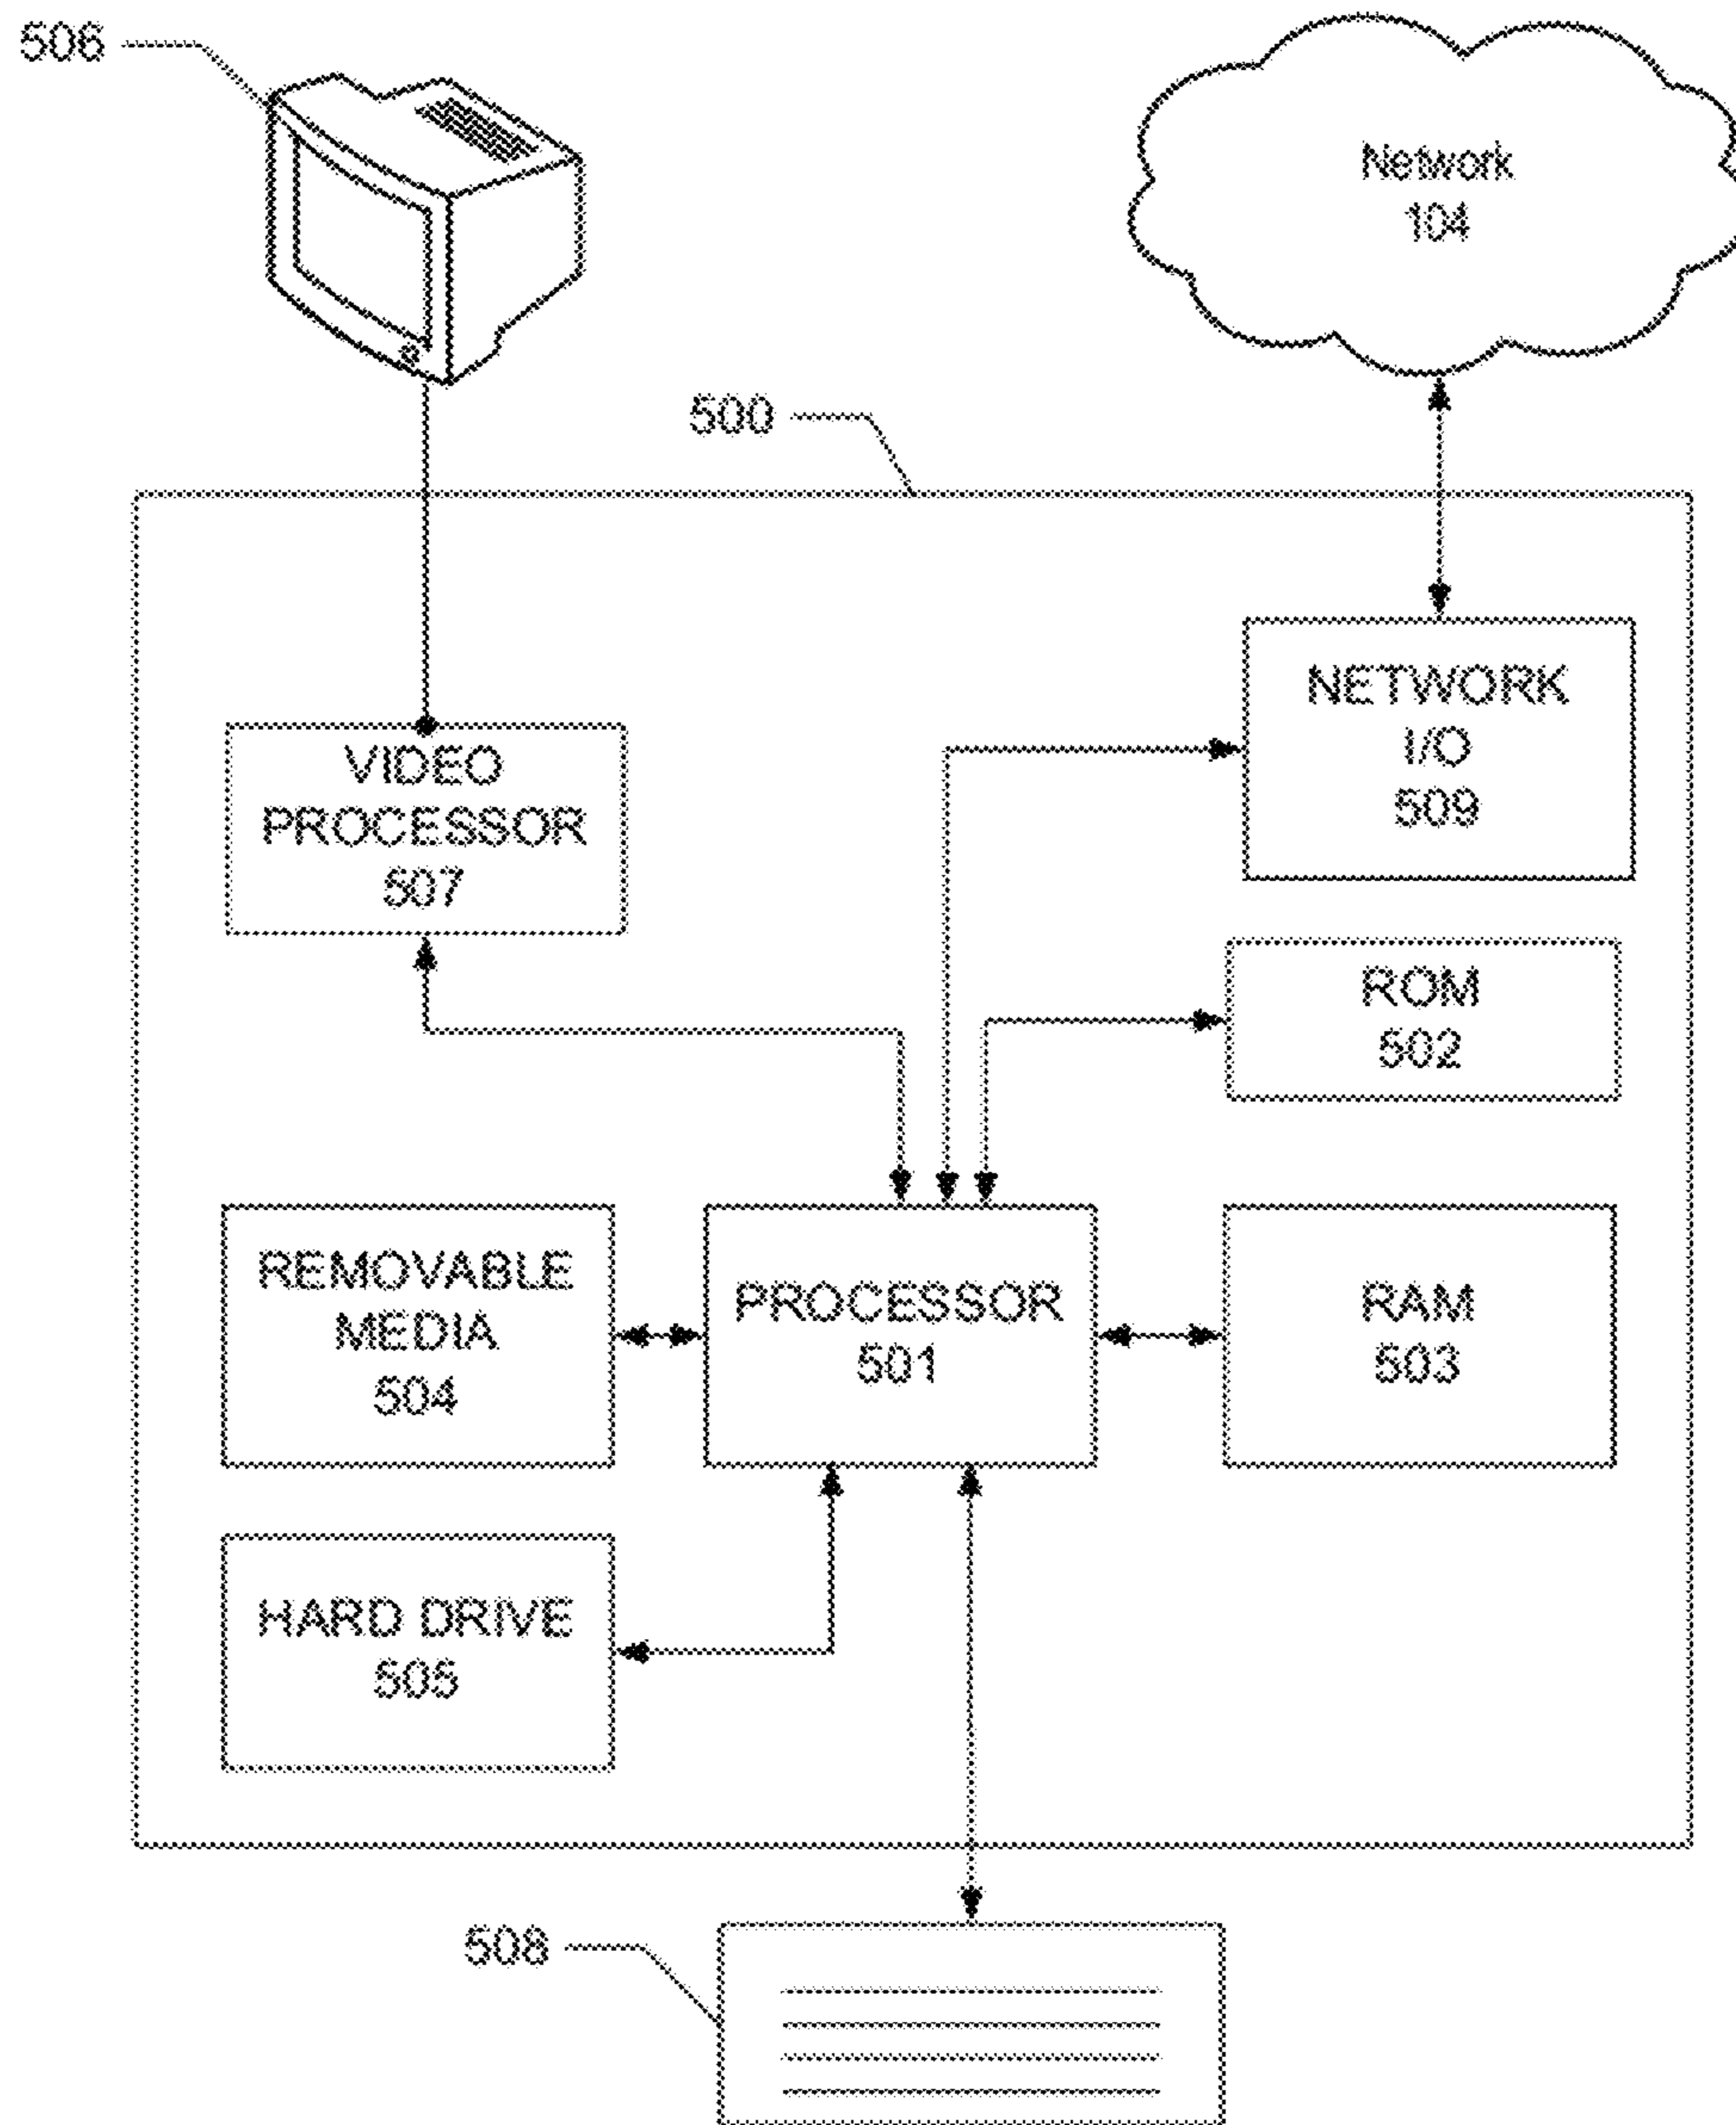 506
Network
104
500
NETWORK
I/O
509
VIDEO
PROCESSOR
507
ROM
502
REMOVABLE
MEDIA
504
PROCESSOR
501
RAM
503
HARD DRIVE
505
508